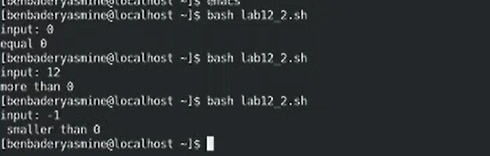 [benbaderyasmine@localhost ~]$ emacs
[benbaderyasmine@localhost ~]$ bash lab12_2.sh
input: 0
equal 0
[benbaderyasmine@localhost ~]$ bash lab12_2.sh
input: 12
more than 0
[benbaderyasmine@localhost ~]$ bash lab12_2.sh
input: -1
 smaller than 0
[benbaderyasmine@localhost ~]$